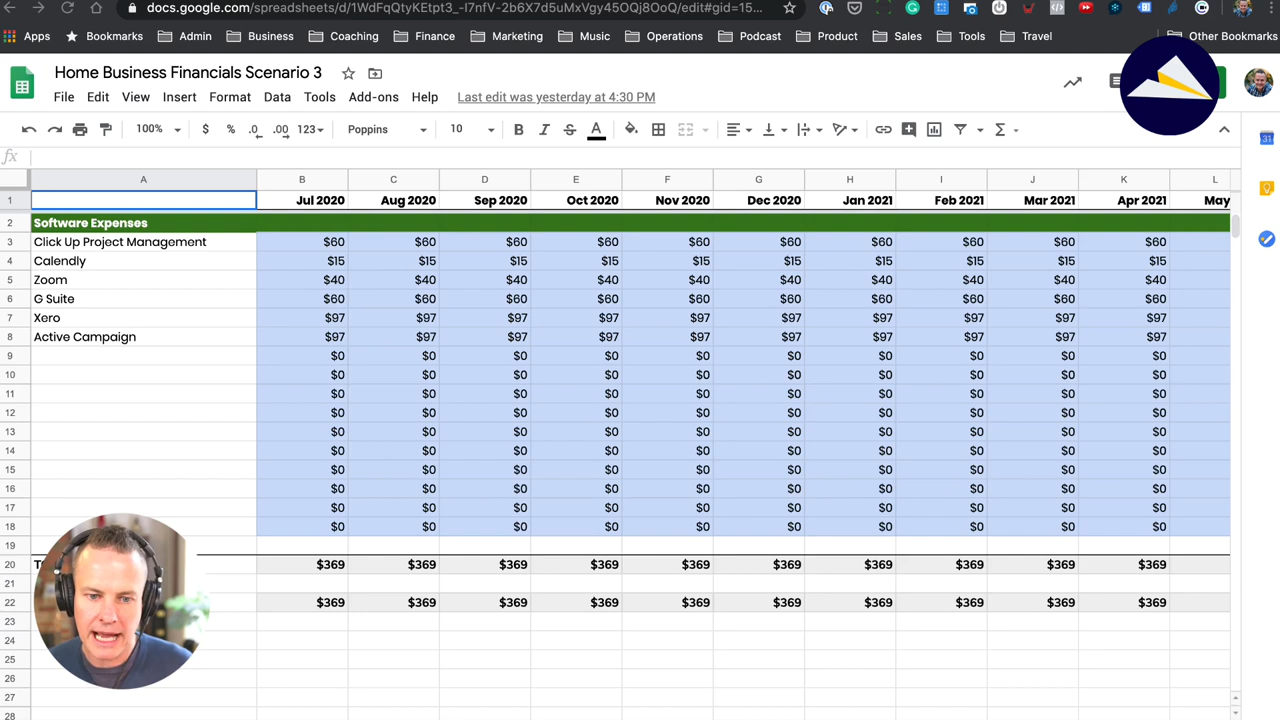 docs.google.com/spreadsheets/d/1WdFqQtyKEtpt3_-l7nfV-2b6X7d5uMxVgy45OQj8OoQ/edit#gid=15...
Apps Bookmarks Admin Business Coaching Finance Marketing Music Operations Podcast Product Sales Tools Travel Other Bookmarks
Home Business Financials Scenario 3
File Edit View Insert Format Data Tools Add-ons Help Last edit was yesterday at 4:30 PM
100% $ % .0 .00 123 Poppins 10 B I S A Σ
fx
A B C D E F G H I J K L
1 Jul 2020 Aug 2020 Sep 2020 Oct 2020 Nov 2020 Dec 2020 Jan 2021 Feb 2021 Mar 2021 Apr 2021 May
2 Software Expenses
3 Click Up Project Management $60 $60 $60 $60 $60 $60 $60 $60 $60 $60
4 Calendly $15 $15 $15 $15 $15 $15 $15 $15 $15 $15
5 Zoom $40 $40 $40 $40 $40 $40 $40 $40 $40 $40
6 G Suite $60 $60 $60 $60 $60 $60 $60 $60 $60 $60
7 Xero $97 $97 $97 $97 $97 $97 $97 $97 $97 $97
8 Active Campaign $97 $97 $97 $97 $97 $97 $97 $97 $97 $97
9 $0 $0 $0 $0 $0 $0 $0 $0 $0 $0
10 $0 $0 $0 $0 $0 $0 $0 $0 $0 $0
11 $0 $0 $0 $0 $0 $0 $0 $0 $0 $0
12 $0 $0 $0 $0 $0 $0 $0 $0 $0 $0
13 $0 $0 $0 $0 $0 $0 $0 $0 $0 $0
14 $0 $0 $0 $0 $0 $0 $0 $0 $0 $0
15 $0 $0 $0 $0 $0 $0 $0 $0 $0 $0
16 $0 $0 $0 $0 $0 $0 $0 $0 $0 $0
17 $0 $0 $0 $0 $0 $0 $0 $0 $0 $0
18 $0 $0 $0 $0 $0 $0 $0 $0 $0 $0
19
20 $369 $369 $369 $369 $369 $369 $369 $369 $369 $369
21
22 $369 $369 $369 $369 $369 $369 $369 $369 $369 $369
23
24
25
26
27
28
31